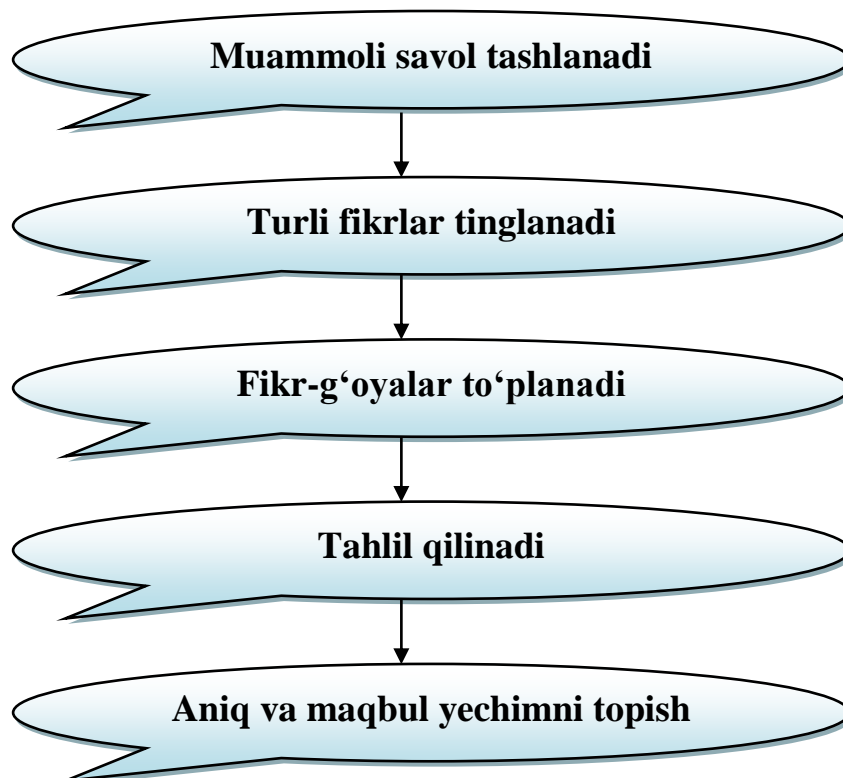 Muammoli savol tashlanadi
Turli fikrlar tinglanadi
Fikr-g‘oyalar to‘planadi
Tahlil qilinadi
Aniq va maqbul yechimni topish